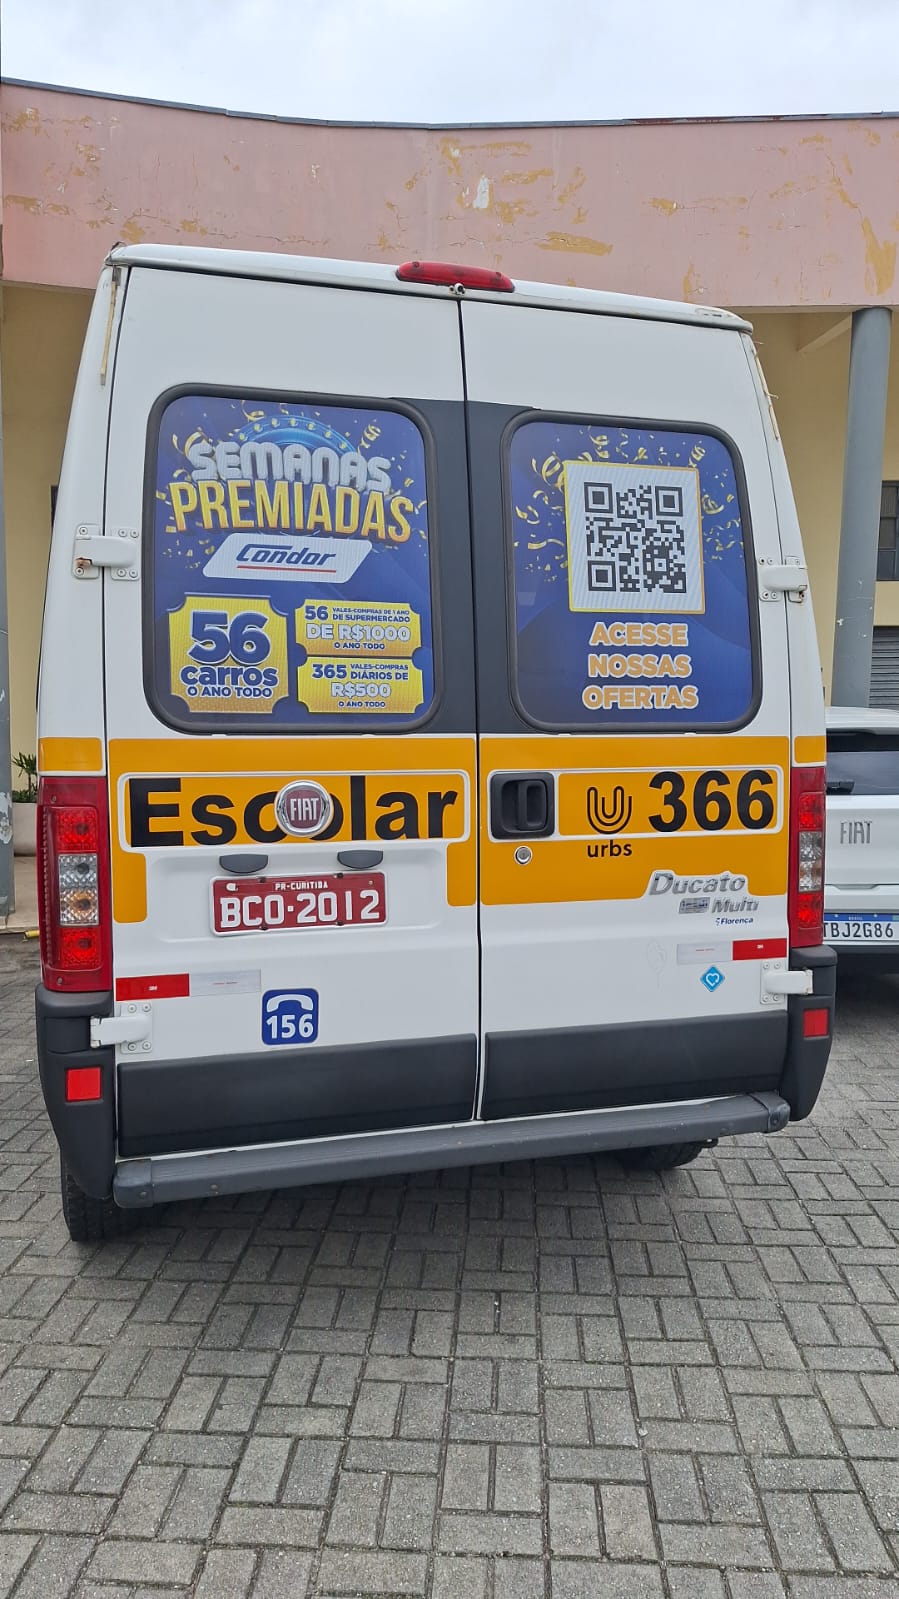 SEMANAS
PREMIADAS
Condor
56
carros
O ANO TODO
56 VALES-COMPRAS DE 1 ANO
DE SUPERMERCADO
DE R$1000
O ANO TODO
365 VALES-COMPRAS
DIÁRIOS DE
R$500
O ANO TODO
ACESSE
NOSSAS
OFERTAS
Escolar
FIAT
urbs
366
PR-CURITIBA
BCO-2012
Ducato
Multi
Florença
156
FIAT
BRASIL
TBJ2G86